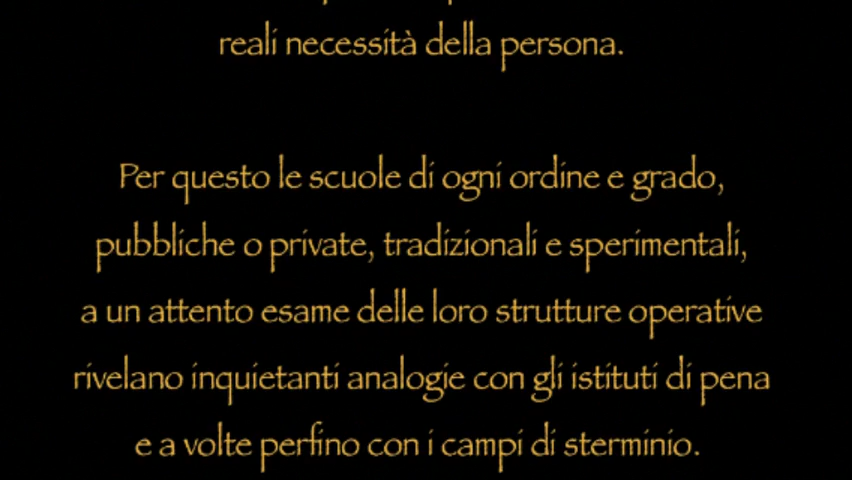 reali necessità della persona.
Per questo le scuole di ogni ordine e grado,
pubbliche o private, tradizionali e sperimentali,
a un attento esame delle loro strutture operative
rivelano inquietanti analogie con gli istituti di pena
e a volte perfino con i campi di sterminio.